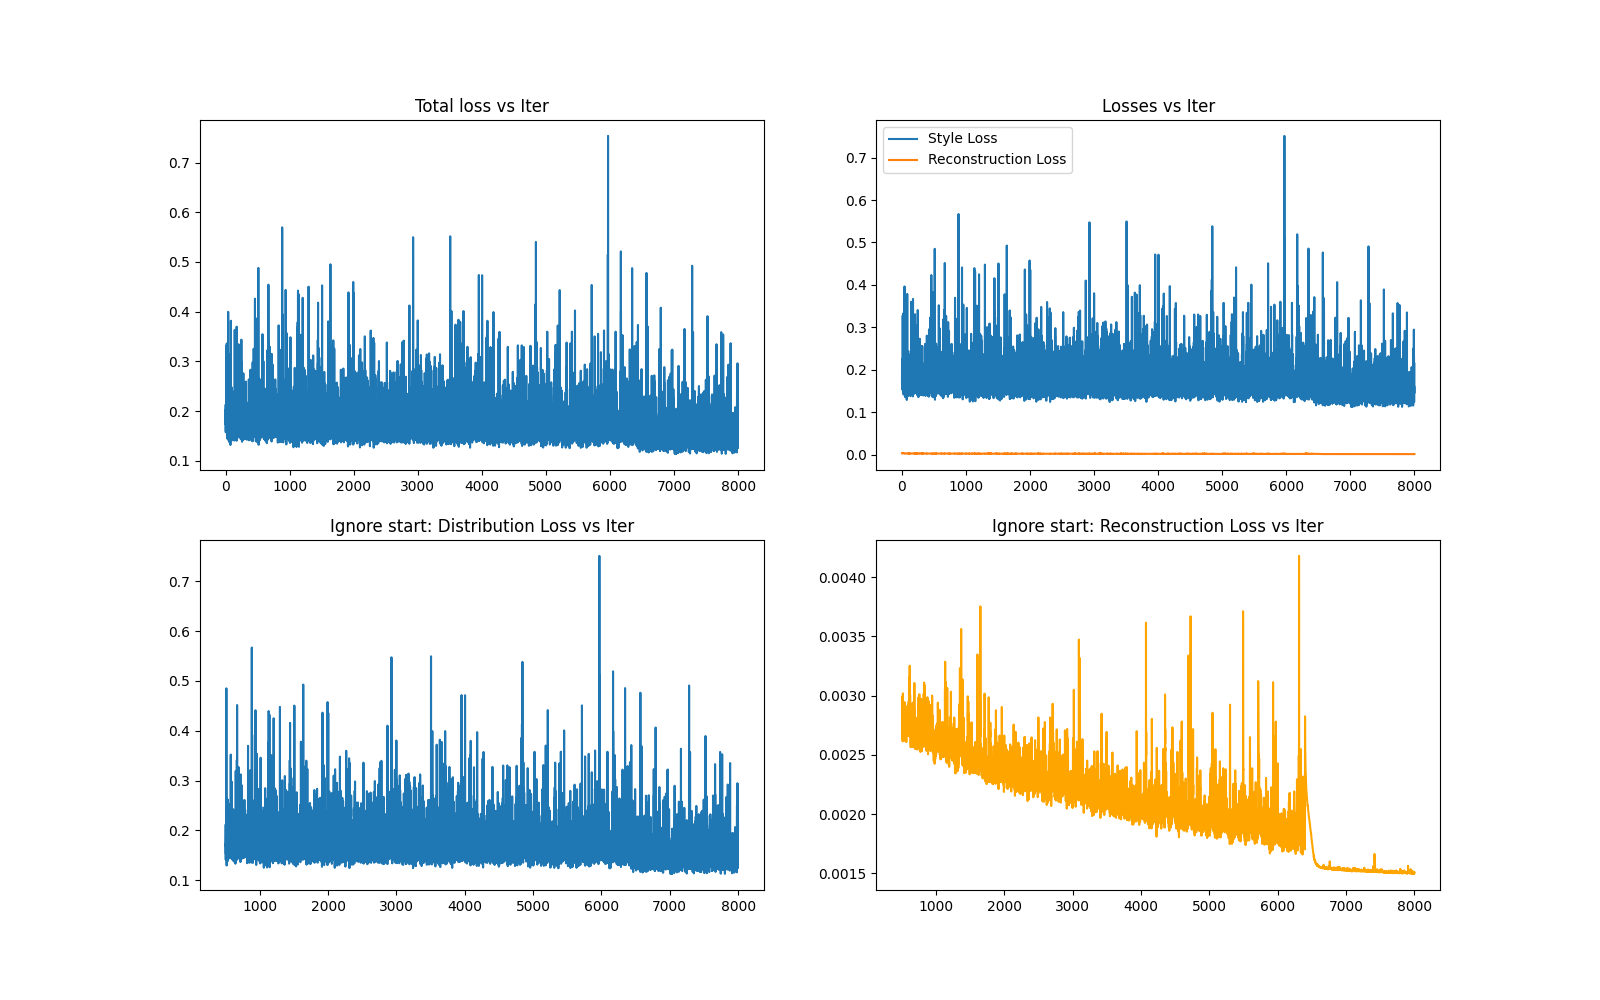 Total loss vs Iter
0.7
0.6
0.5
0.4
0.3
0.2
0.1
0 1000 2000 3000 4000 5000 6000 7000 8000
Losses vs Iter
Style Loss
Reconstruction Loss
0.7
0.6
0.5
0.4
0.3
0.2
0.1
0.0
0 1000 2000 3000 4000 5000 6000 7000 8000
Ignore start: Distribution Loss vs Iter
0.7
0.6
0.5
0.4
0.3
0.2
0.1
1000 2000 3000 4000 5000 6000 7000 8000
Ignore start: Reconstruction Loss vs Iter
0.0040
0.0035
0.0030
0.0025
0.0020
0.0015
1000 2000 3000 4000 5000 6000 7000 8000